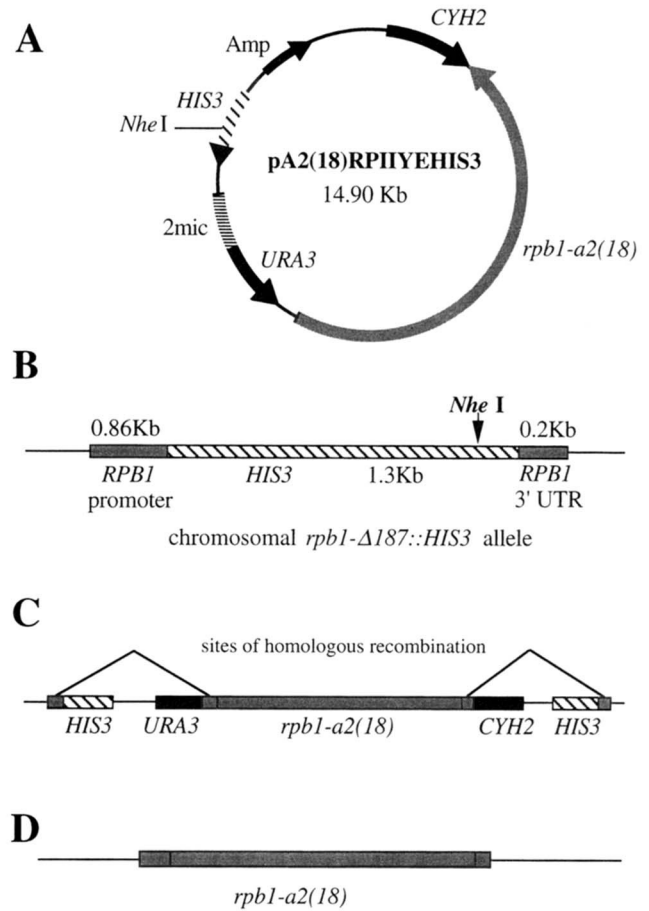 A
CYH2
Amp
HIS3
NheI
pA2(18)RPIIYEHIS3
14.90 Kb
2mic
URA3
rpb1-a2(18)
B
Nhe I
0.86Kb
0.2Kb
RPB1 HIS3 1.3Kb RPB1
promoter 3' UTR
chromosomal rpb1-Δ187::HIS3 allele
C
sites of homologous recombination
HIS3 URA3 rpb1-a2(18) CYH2 HIS3
D
rpb1-a2(18)